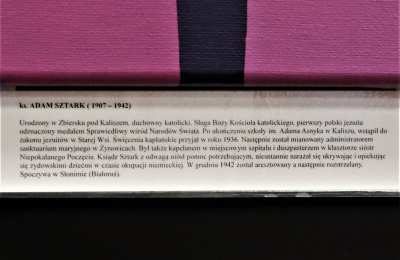 ks. ADAM SZTARK ( 1907 – 1942)
Urodzony w Zbiersku pod Kaliszem, duchowny katolicki, Sługa Boży Kościoła katolickiego, pierwszy polski jezuita
odznaczony medalem Sprawiedliwy wśród Narodów Świata. Po ukończeniu szkoły im. Adama Asnyka w Kaliszu, wstąpił do
zakonu jezuitów w Starej Wsi. Święcenia kapłańskie przyjął w roku 1936. Następnie został mianowany administratorem
sanktuarium maryjnego w Żyrowicach. Był także kapelanem w miejscowym szpitalu i duszpasterzem w klasztorze sióstr
Niepokalanego Poczęcia. Ksiądz Sztark z odwagą niósł pomoc potrzebującym, nieustannie narażał się ukrywając i opiekując
się żydowskimi dziećmi w czasie okupacji niemieckiej. W grudniu 1942 został aresztowany a następnie rozstrzelany.
Spoczywa w Słonimie (Białoruś).